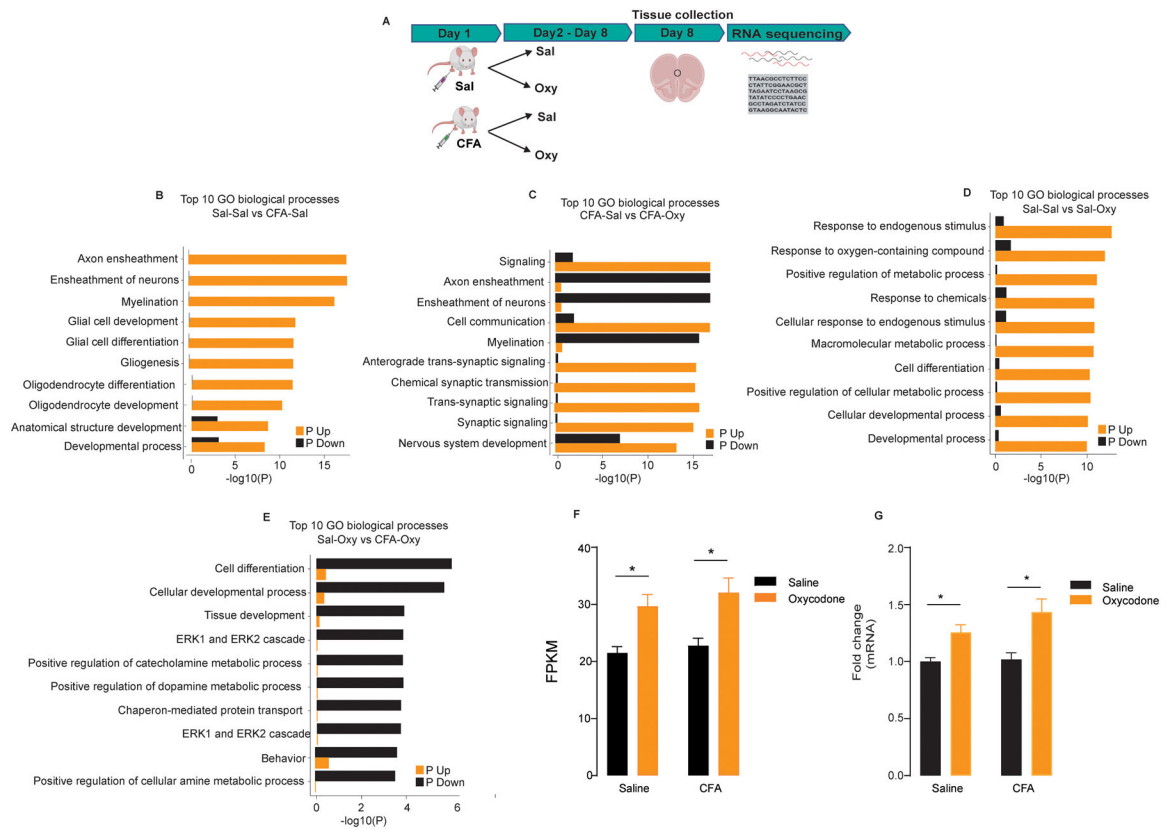 A
Tissue collection
Day 1
Day2 - Day 8
Day 8
RNA sequencing
Sal
Sal
Oxy
CFA
Sal
Oxy
TTAACGCCTCTTCC
CTATTCGGAACGCT
TAGAATCCTAAGCG
TATATCCCCTGAAC
GCCTAGATCTATCC
GTAAGGCAATACTC
B
Top 10 GO biological processes
Sal-Sal vs CFA-Sal
Axon ensheathment
Ensheathment of neurons
Myelination
Glial cell development
Glial cell differentiation
Gliogenesis
Oligodendrocyte differentiation
Oligodendrocyte development
Anatomical structure development
Developmental process
P Up
P Down
0 5 10 15
-log10(P)
C
Top 10 GO biological processes
CFA-Sal vs CFA-Oxy
Signaling
Axon ensheathment
Ensheathment of neurons
Cell communication
Myelination
Anterograde trans-synaptic signaling
Chemical synaptic transmission
Trans-synaptic signaling
Synaptic signaling
Nervous system development
P Up
P Down
0 5 10 15
-log10(P)
D
Top 10 GO biological processes
Sal-Sal vs Sal-Oxy
Response to endogenous stimulus
Response to oxygen-containing compound
Positive regulation of metabolic process
Response to chemicals
Cellular response to endogenous stimulus
Macromolecular metabolic process
Cell differentiation
Positive regulation of cellular metabolic process
Cellular developmental process
Developmental process
P Up
P Down
0 5 10
-log10(P)
E
Top 10 GO biological processes
Sal-Oxy vs CFA-Oxy
Cell differentiation
Cellular developmental process
Tissue development
ERK1 and ERK2 cascade
Positive regulation of catecholamine metabolic process
Positive regulation of dopamine metabolic process
Chaperon-mediated protein transport
ERK1 and ERK2 cascade
Behavior
Positive regulation of cellular amine metabolic process
P Up
P Down
0 2 4 6
-log10(P)
F
FPKM
40
30
20
10
0
*
*
Saline
Oxycodone
Saline
CFA
G
Fold change
(mRNA)
2.0
1.5
1.0
0.5
0.0
*
*
Saline
Oxycodone
Saline
CFA